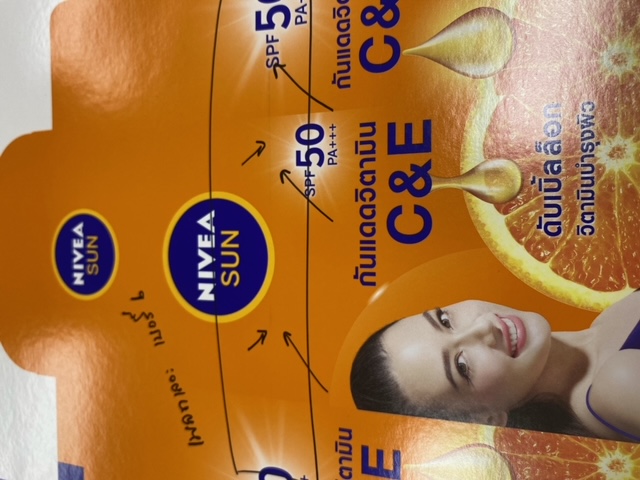 NIVEA
SUN
NIVEA
SUN
SPF 50
PA+++
กันแดดวิตามิน
C&E
ดับเบิ้ลล็อก
วิตามินบำรุงผิว
SPF 50
PA
กันแดดวิ
C&
ตามิน
E